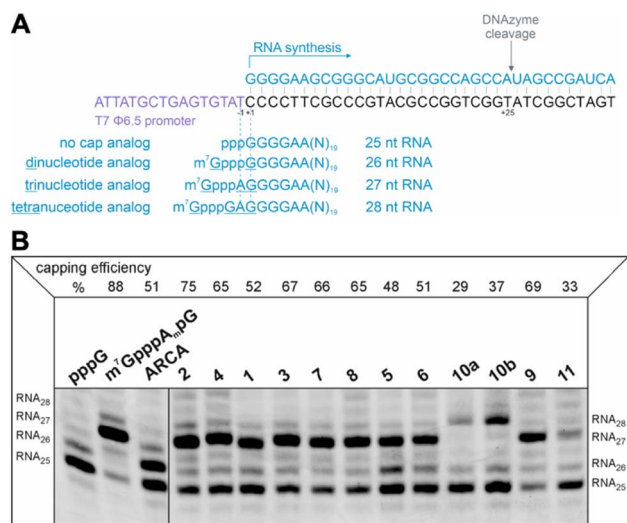 A
DNAzyme
cleavage
RNA synthesis
GGGGAAGCGGGCAUGCGGCCAGCCAUAGCCGAUCA
ATTATGCTGAGTGTATCCCCTTCGCCCGTACGCCGGTCGGTATCGGCTAGT
-1 +1 +25
T7 Φ6.5 promoter
no cap analog pppGGGGAA(N)19 25 nt RNA
dinucleotide analog m7GpppGGGGAA(N)19 26 nt RNA
trinucleotide analog m7GpppAGGGGAA(N)19 27 nt RNA
tetranuceotide analog m7GpppGAGGGGAA(N)19 28 nt RNA
B
capping efficiency
% 88 51 75 65 52 67 66 65 48 51 29 37 69 33
pppG m7GpppAmpG ARCA 2 4 1 3 7 8 5 6 10a 10b 9 11
RNA28 RNA28
RNA27 RNA27
RNA26 RNA26
RNA25 RNA25